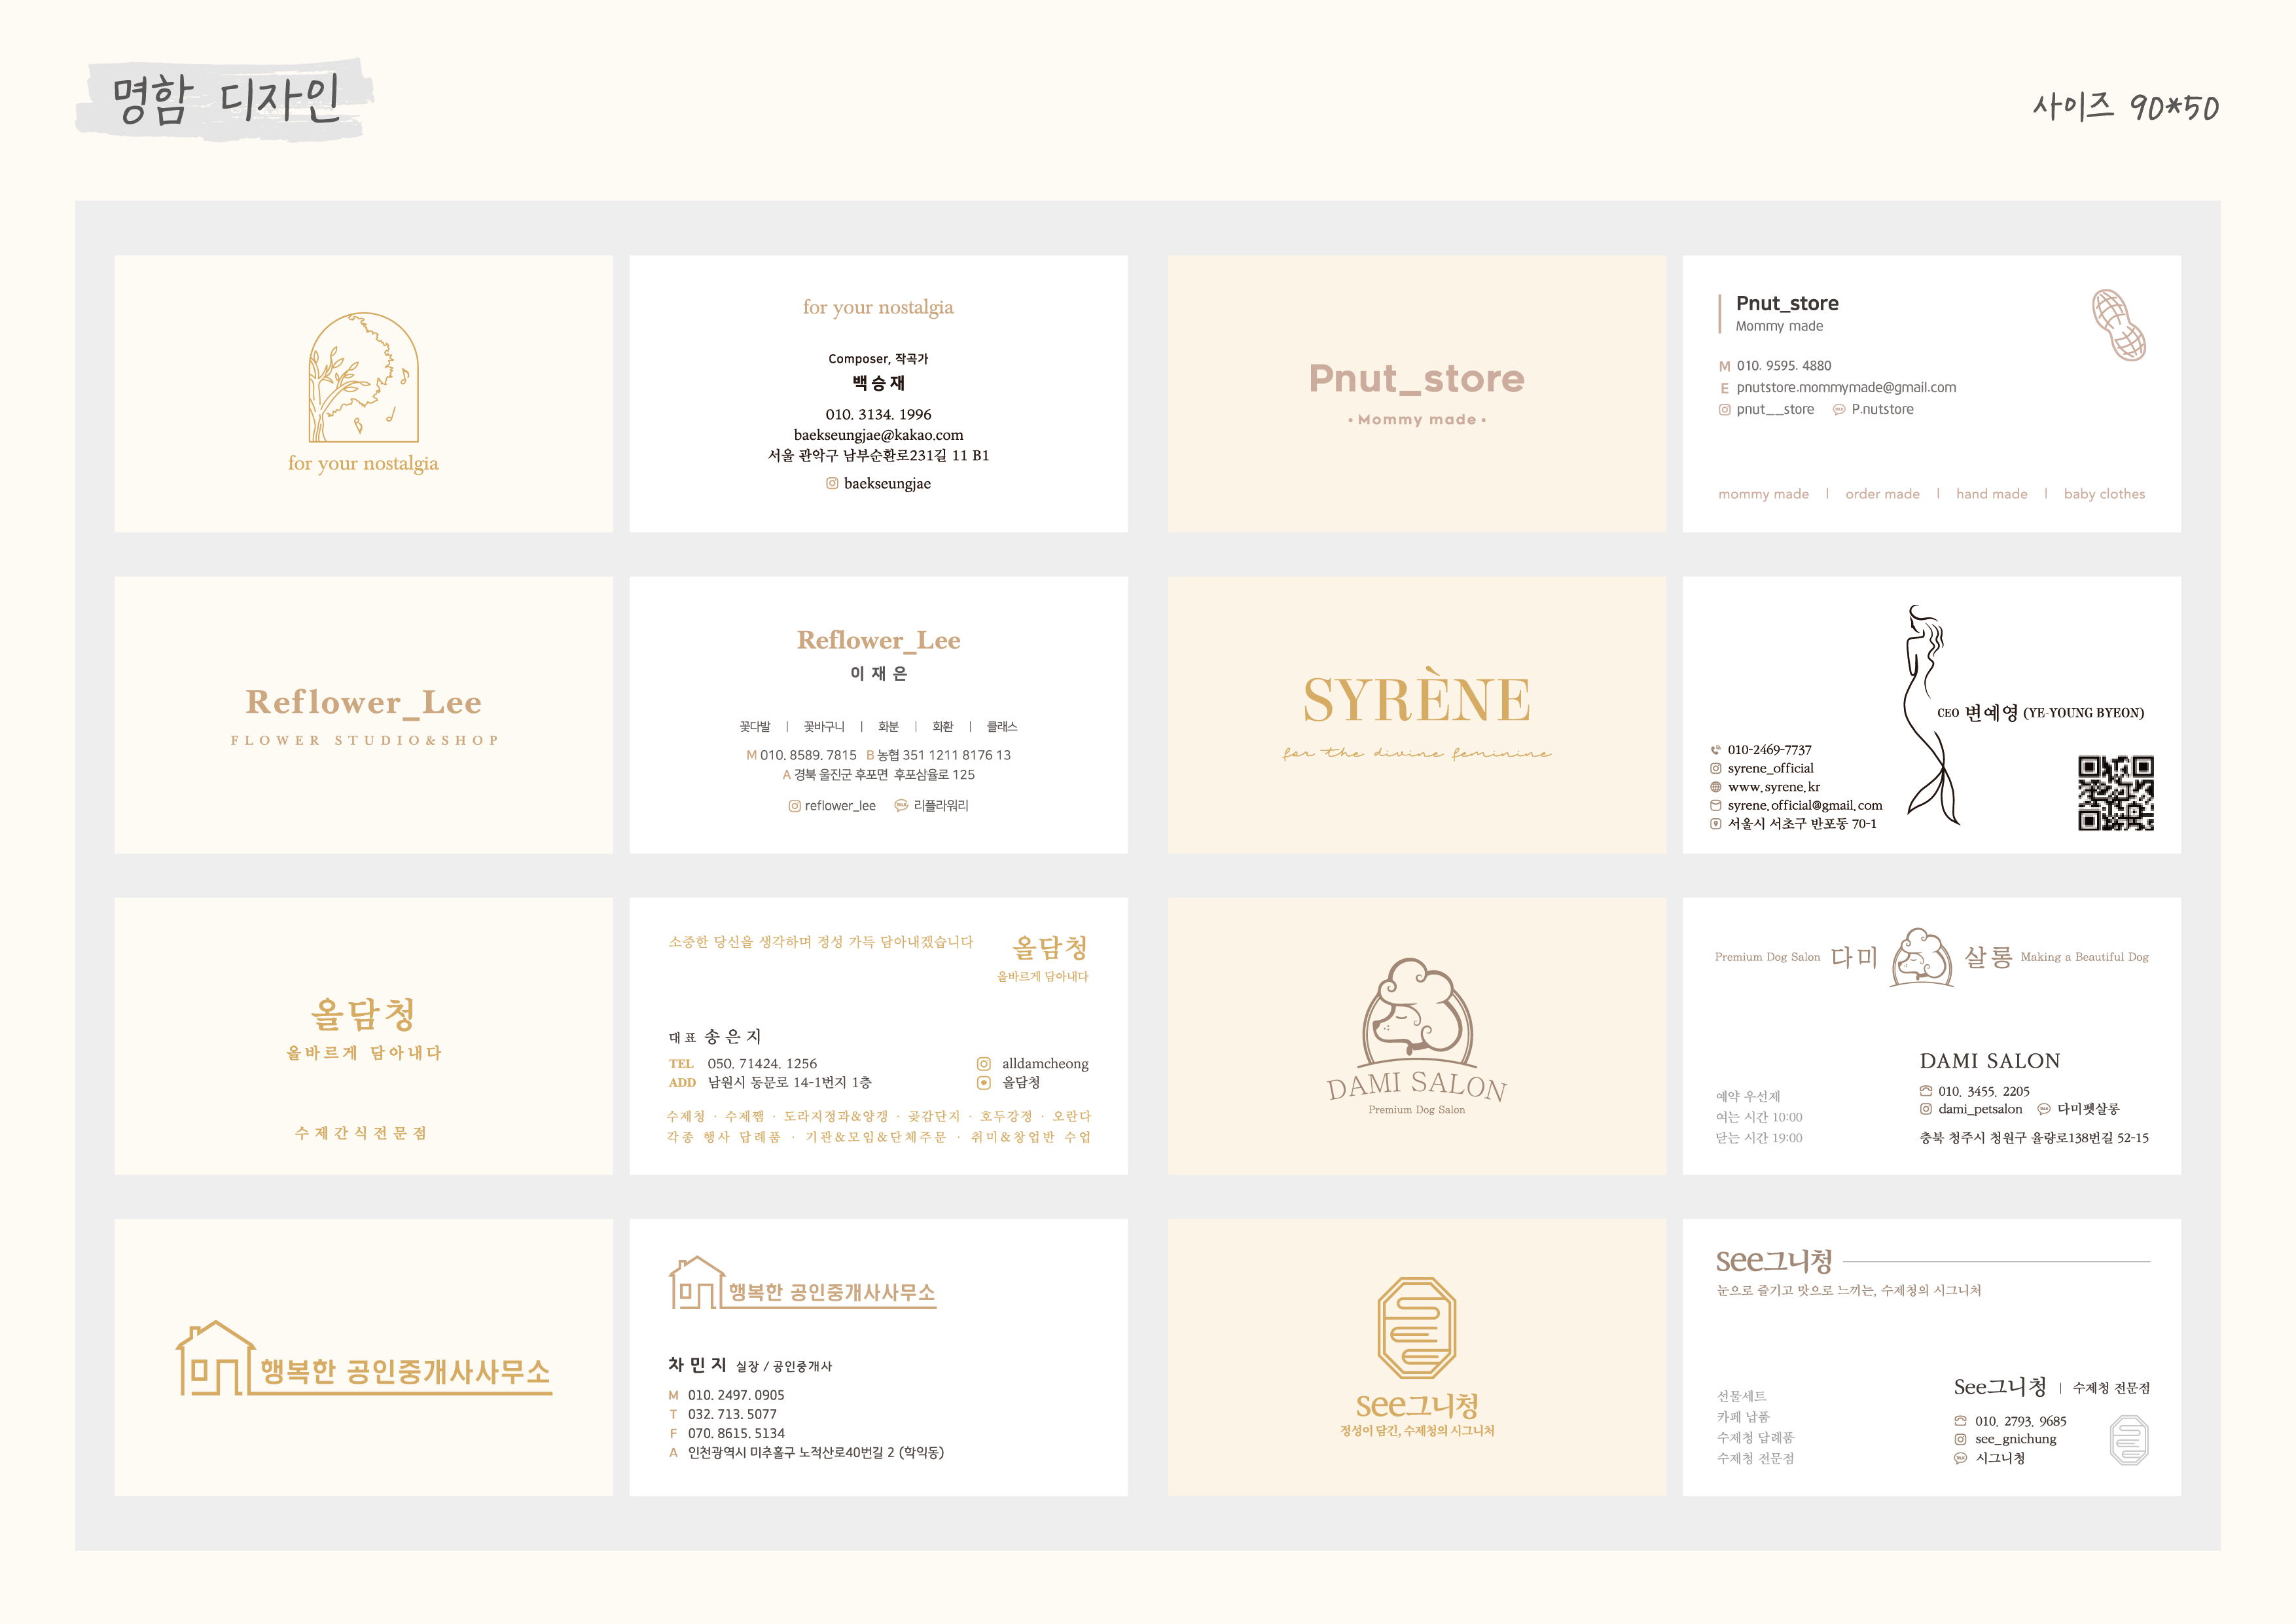 명함 디자인
사이즈 90*50
for your nostalgia
for your nostalgia
Composer, 작곡가
백승재
010. 3134. 1996
baekseungjae@kakao.com
서울 관악구 남부순환로231길 11 B1
baekseungjae
Pnut_store
• Mommy made •
Pnut_store
Mommy made
M 010. 9595. 4880
E pnutstore.mommymade@gmail.com
pnut__store TALK P.nutstore
mommy made | order made | hand made | baby clothes
Reflower_Lee
FLOWER STUDIO&SHOP
Reflower_Lee
이재은
꽃다발 | 꽃바구니 | 화분 | 화환 | 클래스
M 010. 8589. 7815 B 농협 351 1211 8176 13
A 경북 울진군 후포면 후포삼율로 125
reflower_lee TALK 리플라워리
SYRÈNE
for the divine feminine
CEO 변예영 (YE-YOUNG BYEON)
010-2469-7737
syrene_official
www.syrene.kr
syrene.official@gmail.com
서울시 서초구 반포동 70-1
올담청
올바르게 담아내다
수제간식전문점
소중한 당신을 생각하며 정성 가득 담아내겠습니다
올담청
올바르게 담아내다
대표 송은지
TEL 050. 71424. 1256
ADD 남원시 동문로 14-1번지 1층
alldamcheong
올담청
수제청 · 수제쨈 · 도라지정과&양갱 · 곶감단지 · 호두강정 · 오란다
각종 행사 답례품 · 기관&모임&단체주문 · 취미&창업반 수업
DAMI SALON
Premium Dog Salon
Premium Dog Salon 다미 살롱 Making a Beautiful Dog
예약 우선제
여는 시간 10:00
닫는 시간 19:00
DAMI SALON
010. 3455. 2205
dami_petsalon TALK 다미펫살롱
충북 청주시 청원구 율량로138번길 52-15
행복한 공인중개사사무소
행복한 공인중개사사무소
차민지 실장 / 공인중개사
M 010. 2497. 0905
T 032. 713. 5077
F 070. 8615. 5134
A 인천광역시 미추홀구 노적산로40번길 2 (학익동)
See그니청
정성이 담긴, 수제청의 시그니처
See그니청
눈으로 즐기고 맛으로 느끼는, 수제청의 시그니처
선물세트
카페 납품
수제청 답례품
수제청 전문점
See그니청 | 수제청 전문점
010. 2793. 9685
see_gnichung
TALK 시그니청